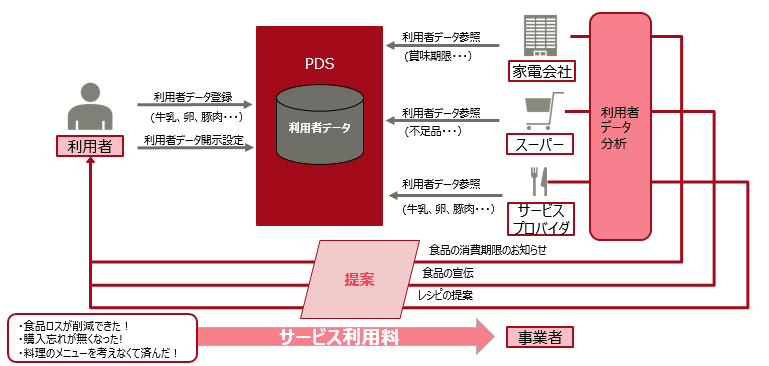 PDS
利用者データ
利用者
利用者データ登録
(牛乳、卵、豚肉・・・)
利用者データ開示設定
利用者データ参照
(賞味期限・・・)
家電会社
利用者データ参照
(不足品・・・)
スーパー
利用者データ参照
(牛乳、卵、豚肉・・・)
サービス
プロバイダ
利用者
データ
分析
提案
食品の消費期限のお知らせ
食品の宣伝
レシピの提案
・食品ロスが削減できた！
・購入忘れが無くなった!
・料理のメニューを考えなくて済んだ！
サービス利用料
事業者